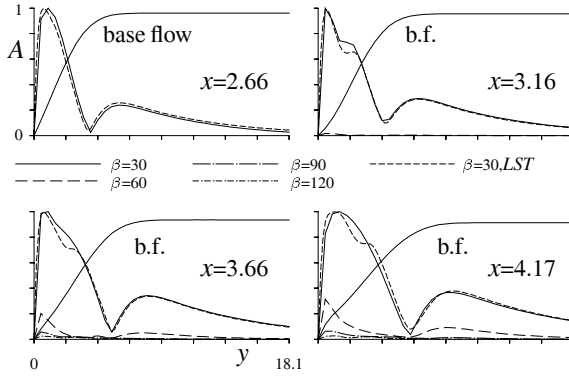 1
A
base flow
x=2.66
0
b.f.
x=3.16
β=30
β=90
β=30,LST
β=60
β=120
b.f.
x=3.66
b.f.
x=4.17
0
y
18.1